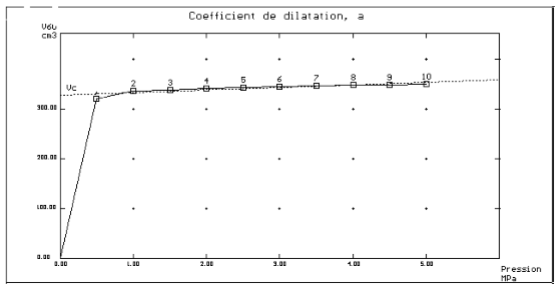 Coefficient de dilatation, a
V60
cm3
Vc
2 3 4 5 6 7 8 9 10
300.00
200.00
100.00
0.00
0.00 1.00 2.00 3.00 4.00 5.00
Pression
MPa